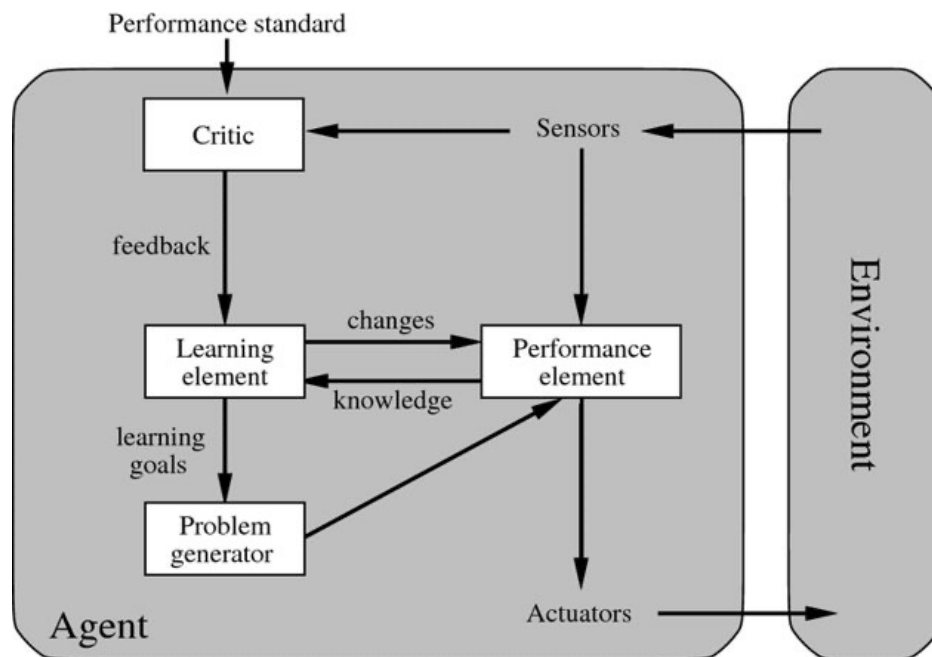 Performance standard
Critic
Sensors
feedback
changes
Learning
element
Performance
element
knowledge
learning
goals
Problem
generator
Agent
Actuators
Environment